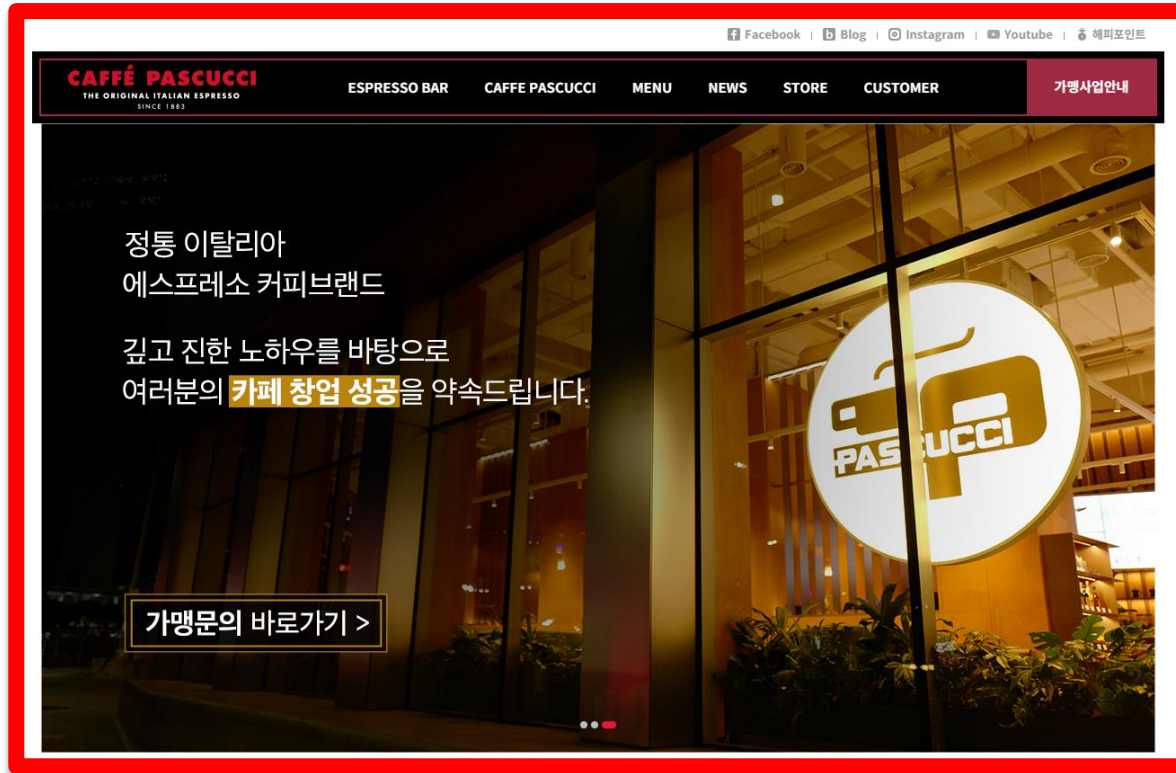 Facebook | Blog | Instagram | Youtube | 해피포인트
CAFFÉ PASCUCCI
THE ORIGINAL ITALIAN ESPRESSO
SINCE 1883
ESPRESSO BAR CAFFE PASCUCCI MENU NEWS STORE CUSTOMER 가맹사업안내
정통 이탈리아
에스프레소 커피브랜드
깊고 진한 노하우를 바탕으로
여러분의 카페 창업 성공을 약속드립니다.
PASCUCCI
가맹문의 바로가기 >